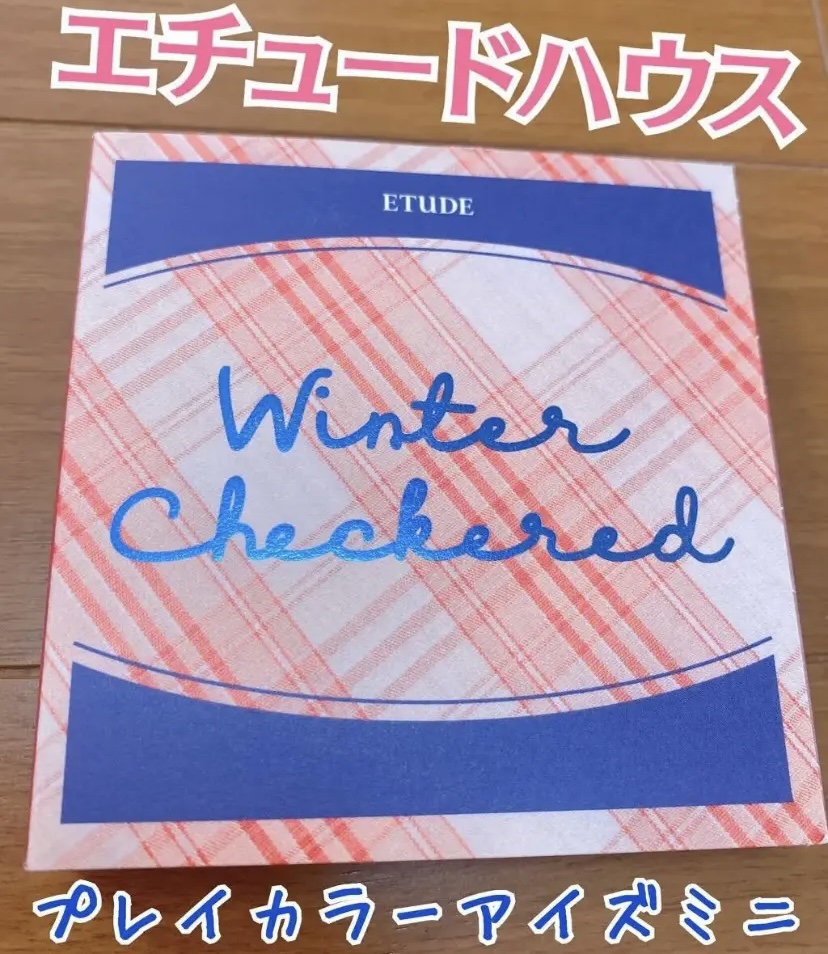 エチュードハウス
ETUDE
Winter
Checkered
プレイカラーアイズミニ